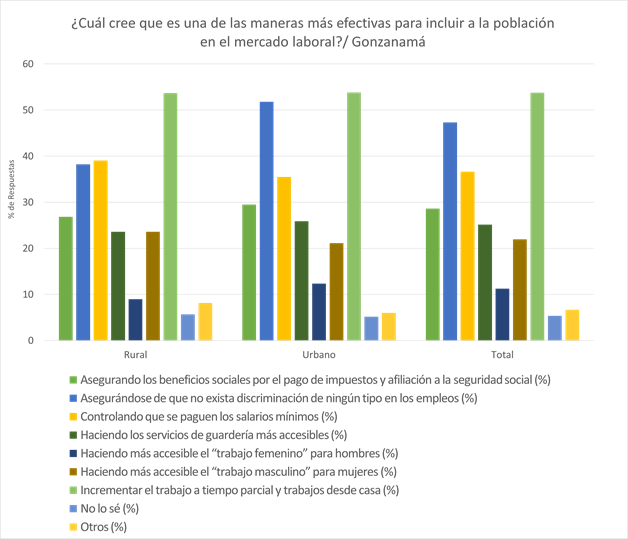 ¿Cuál cree que es una de las maneras más efectivas para incluir a la población
en el mercado laboral?/ Gonzanamá
60
50
40
30
20
10
0
% de Respuestas
Rural
Urbano
Total
Asegurando los beneficios sociales por el pago de impuestos y afiliación a la seguridad social (%)
Asegurándose de que no exista discriminación de ningún tipo en los empleos (%)
Controlando que se paguen los salarios mínimos (%)
Haciendo los servicios de guardería más accesibles (%)
Haciendo más accesible el “trabajo femenino” para hombres (%)
Haciendo más accesible el “trabajo masculino” para mujeres (%)
Incrementar el trabajo a tiempo parcial y trabajos desde casa (%)
No lo sé (%)
Otros (%)